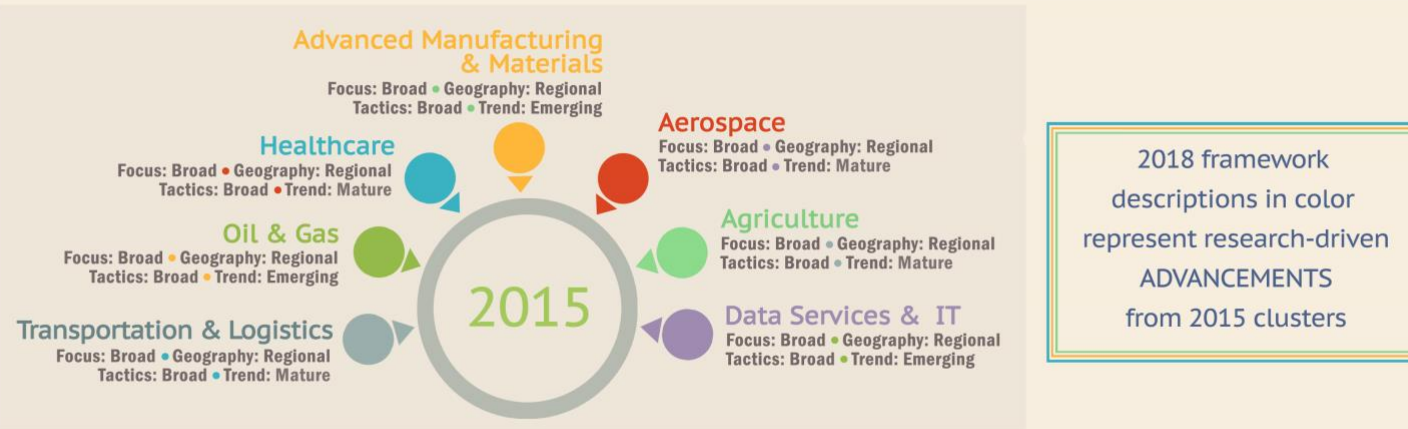 Advanced Manufacturing
& Materials
Focus: Broad • Geography: Regional
Tactics: Broad • Trend: Emerging
Aerospace
Focus: Broad • Geography: Regional
Tactics: Broad • Trend: Mature
Healthcare
Focus: Broad • Geography: Regional
Tactics: Broad • Trend: Mature
Agriculture
Focus: Broad • Geography: Regional
Tactics: Broad • Trend: Mature
Oil & Gas
Focus: Broad • Geography: Regional
Tactics: Broad • Trend: Emerging
2015
Data Services & IT
Focus: Broad • Geography: Regional
Tactics: Broad • Trend: Emerging
Transportation & Logistics
Focus: Broad • Geography: Regional
Tactics: Broad • Trend: Mature
2018 framework
descriptions in color
represent research-driven
ADVANCEMENTS
from 2015 clusters